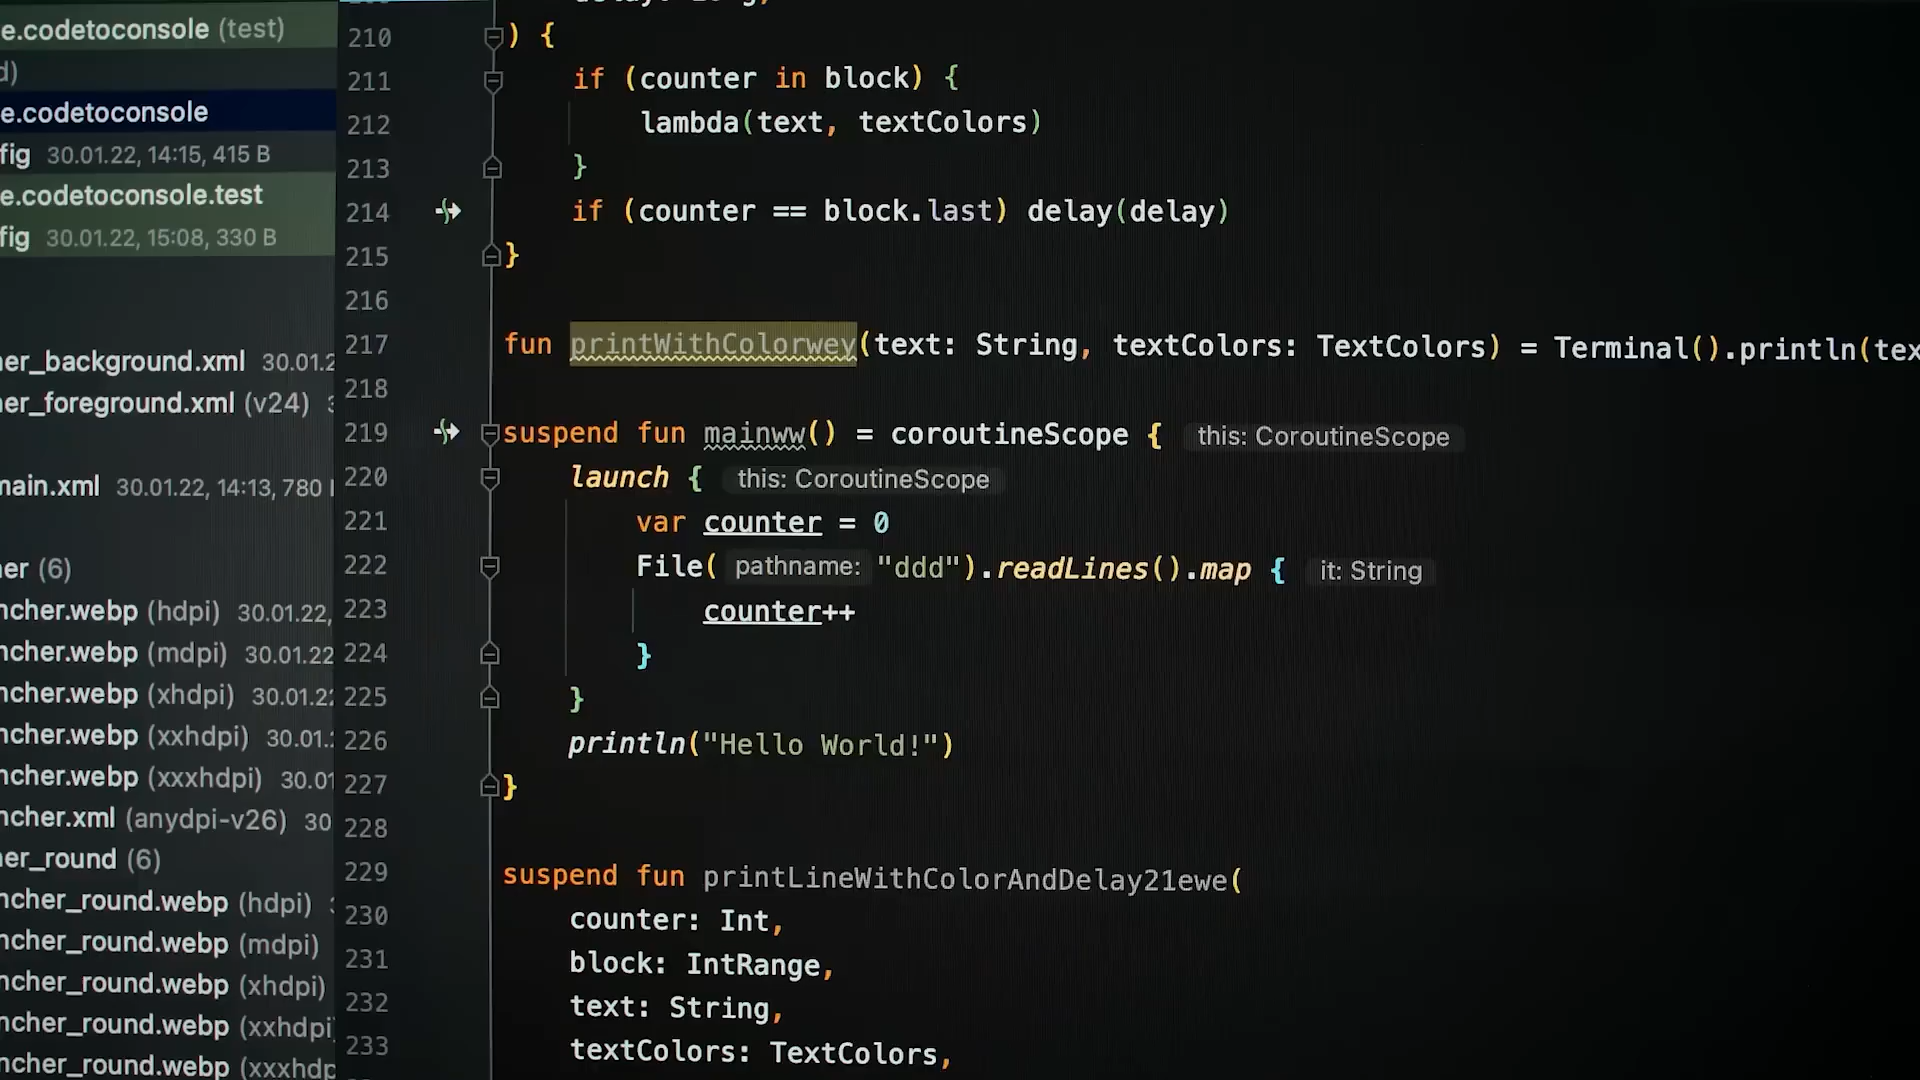 e.codetoconsole (test)
d)
e.codetoconsole
fig 30.01.22, 14:15, 415 B
e.codetoconsole.test
fig 30.01.22, 15:08, 330 B
er_background.xml 30.01.2
er_foreground.xml (v24)
main.xml 30.01.22, 14:13, 780
er (6)
ncher.webp (hdpi) 30.01.22,
ncher.webp (mdpi) 30.01.22
ncher.webp (xhdpi) 30.01.22
ncher.webp (xxhdpi) 30.01.
ncher.webp (xxxhdpi) 30.01
ncher.xml (anydpi-v26) 30
er_round (6)
ncher_round.webp (hdpi)
ncher_round.webp (mdpi)
ncher_round.webp (xhdpi)
ncher_round.webp (xxhdpi
ncher_round.webp (xxxhdp
210 ) {
211 if (counter in block) {
212 lambda(text, textColors)
213 }
214 if (counter == block.last) delay(delay)
215 }
216
217 fun printWithColorwey(text: String, textColors: TextColors) = Terminal().println(tex
218
219 suspend fun mainww() = coroutineScope { this: CoroutineScope
220 launch { this: CoroutineScope
221 var counter = 0
222 File( pathname: "ddd").readLines().map { it: String
223 counter++
224 }
225 }
226 println("Hello World!")
227 }
228
229 suspend fun printLineWithColorAndDelay21ewe(
230 counter: Int,
231 block: IntRange,
232 text: String,
233 textColors: TextColors,